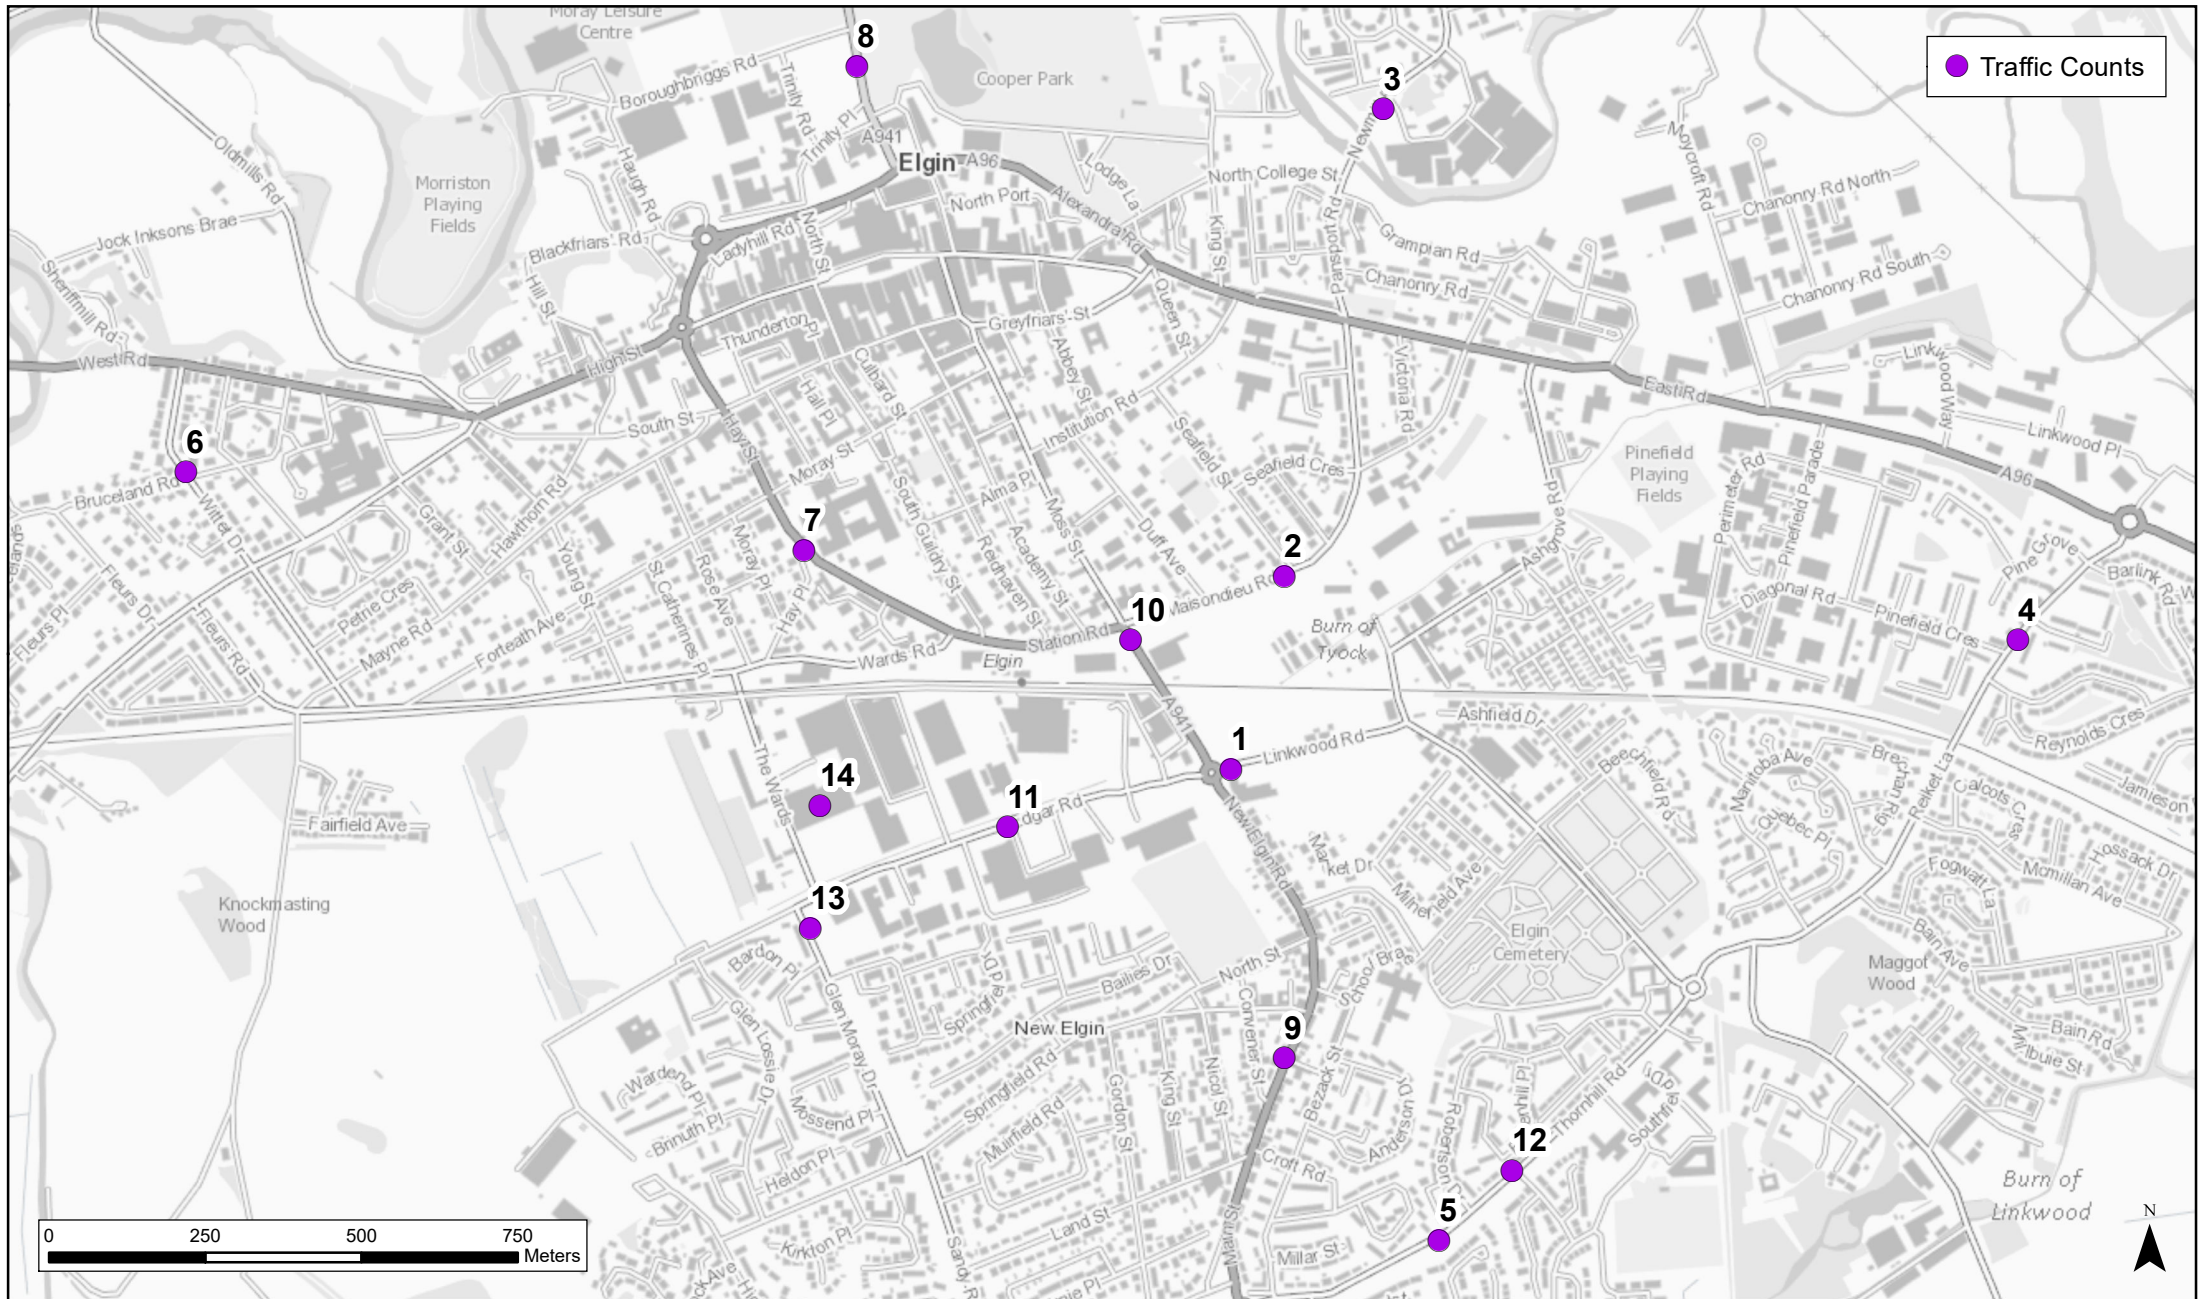 Moray Leisure
Centre
8
Boroughbriggs Rd
Trinity Rd
Trinity Pl
A941
Cooper Park
3
Traffic Counts
Oldmills Rd
Morriston
Playing
Fields
Haugh Rd
Elgin
A96
Lodge La
North College St
Moycroft Rd
Chanonry Rd North
North Port
Alexandra Rd
King St
Pansport Rd
Grampian Rd
Jock Inksons Brae
Blackfriars' Rd
Ladyhill Rd
North St
Chanonry Rd
Chanonry Rd South
Sheriffmill Rd
Hill St
Thunderton Pl
Greyfriars' St
Queen St
West Rd
High St
Culbard St
Abbey St
Victoria Rd
East Rd
Linkwood Way
Linkwood Pl
Hall Pl
Institution Rd
6
South St
Hay St
Moray St
Seafield St
Seafield Cres
Pinefield
Playing
Fields
Perimeter Rd
Pinefield Parade
A96
Bruceland Rd
Wittet Dr
Grant St
Hawthorn Rd
South Guildry St
Alma Pl
Moss St
Duff Ave
Ashgrove Rd
7
Moray Pl
Academy St
2
Pine Grove
Barlink Rd
Fleurs Pl
Fleurs Dr
Fleurs Rd
Petrie Cres
Mayne Rd
Young St
Forteath Ave
St Catherines Pl
Rose Ave
Hay Pl
Reidhaven St
10
Maisondieu Rd
Burn of
Tyock
Diagonal Rd
Pinefield Cres
4
Wards Rd
Elgin
Station Rd
Reynolds Cres
A941
1
Linkwood Rd
Ashfield Dr
Beechfield Rd
Manitoba Ave
Quebec Pl
Reiket La
Calcots Cres
Jamieson
14
The Wards
11
Edgar Rd
Fairfield Ave
New Elgin Rd
Market Dr
Milnefield Ave
Hossack Dr
Mcmillan Ave
Fogwatt La
Knockmasting
Wood
13
Elgin
Cemetery
Bain Ave
Maggot
Wood
Bardon Pl
Glen Lossie Dr
Glen Moray Dr
Bailies Dr
North St
School Brae
New Elgin
Convener St
9
Bain Rd
Milbuie St
Wardend Pl
Springfield Rd
Nicol St
Bezack St
Mossend Pl
Gordon St
King St
Anderson Dr
Thornhill Rd
Muirfield Rd
Robertson
12
Heldon Pl
Croft Rd
5
Burn of
Linkwood
Land St
Kirkton Pl
Main St
Millar St
0 250 500 750
Meters
N